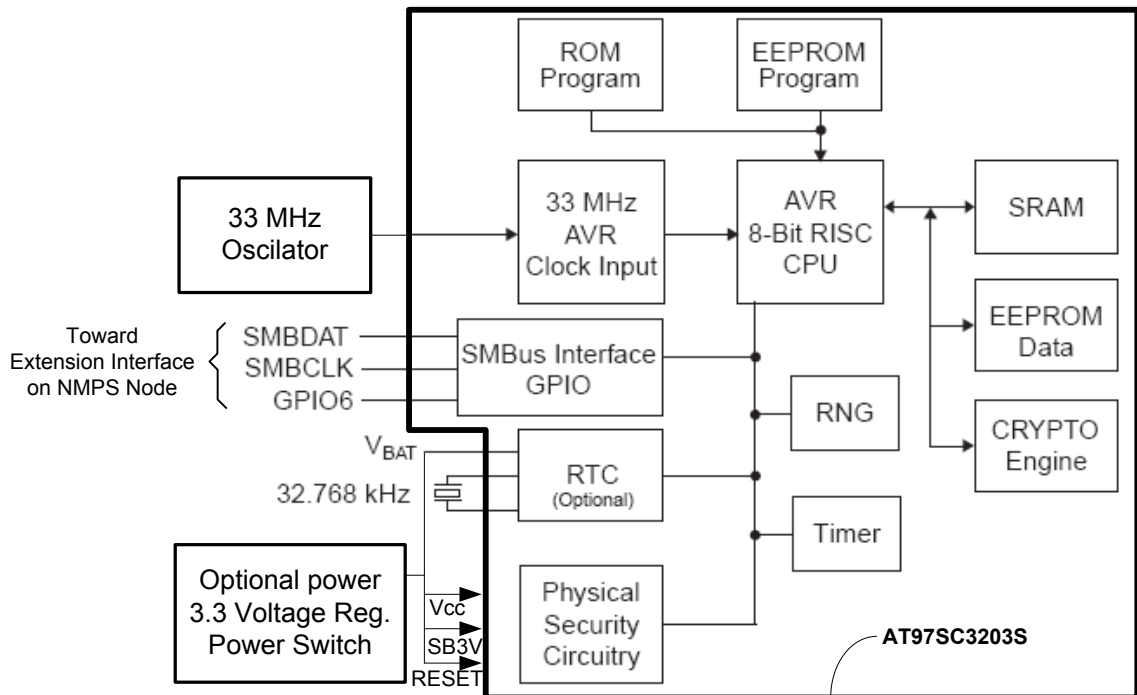 ROM
Program
EEPROM
Program
33 MHz
Oscilator
33 MHz
AVR
Clock Input
AVR
8-Bit RISC
CPU
SRAM
Toward
Extension Interface
on NMPS Node
SMBDAT
SMBCLK
GPIO6
SMBus Interface
GPIO
EEPROM
Data
RNG
CRYPTO
Engine
VBAT
32.768 kHz
RTC
(Optional)
Timer
Optional power
3.3 Voltage Reg.
Power Switch
Vcc
SB3V
RESET
Physical
Security
Circuitry
AT97SC3203S